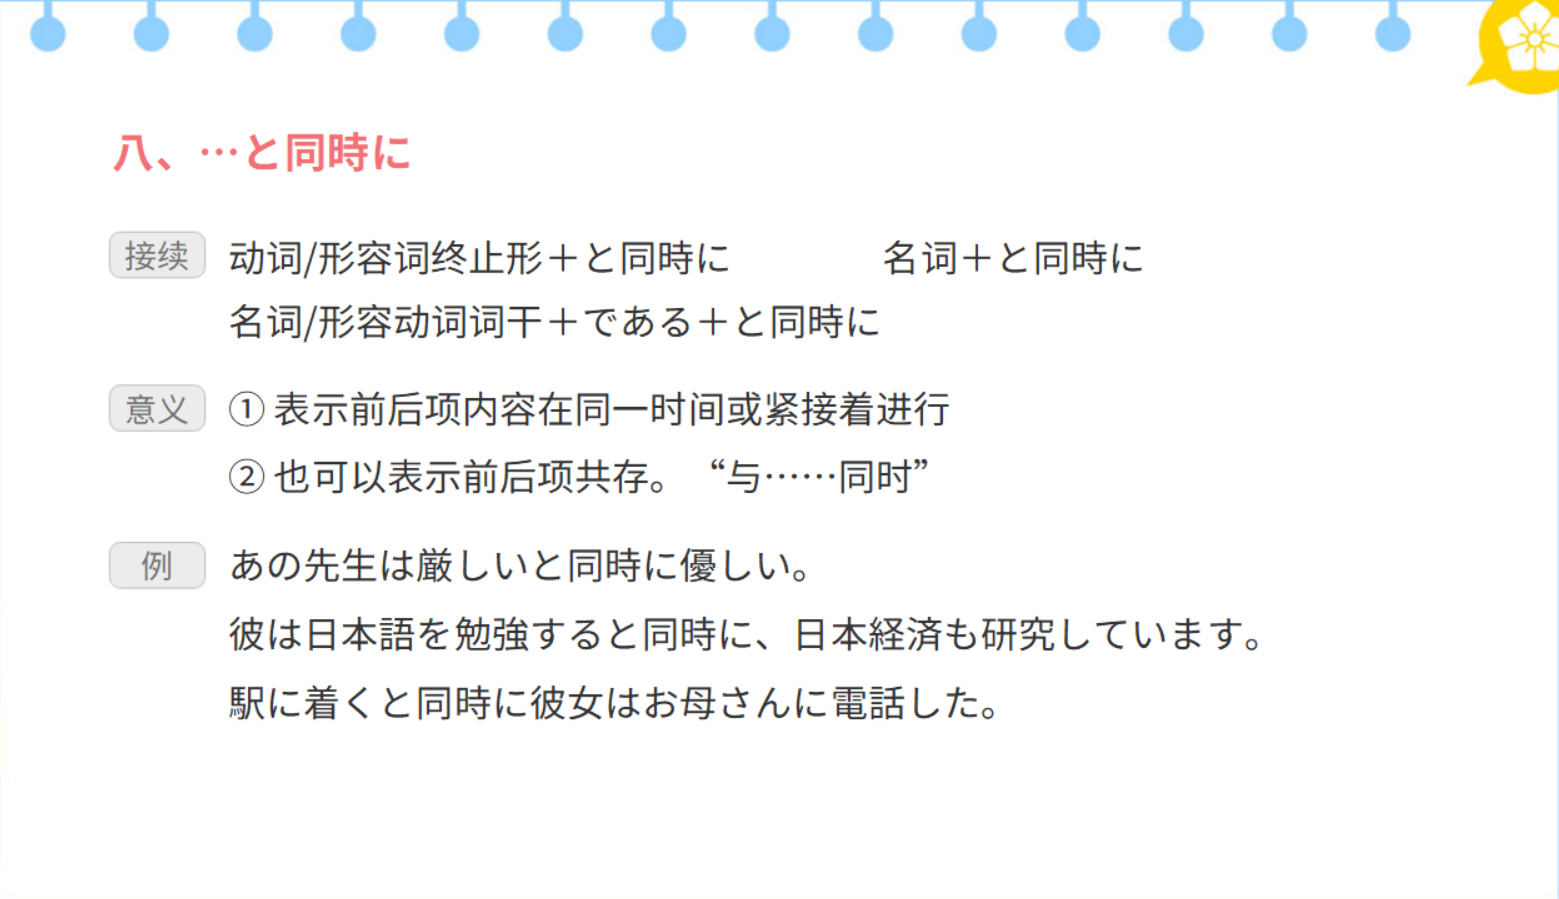 八、…と同時に
接续 动词/形容词终止形＋と同時に 名词＋と同時に
名词/形容动词词干＋である＋と同時に
意义 ① 表示前后项内容在同一时间或紧接着进行
② 也可以表示前后项共存。“与……同时”
例 あの先生は厳しいと同時に優しい。
彼は日本語を勉強すると同時に、日本経済も研究しています。
駅に着くと同時に彼女はお母さんに電話した。